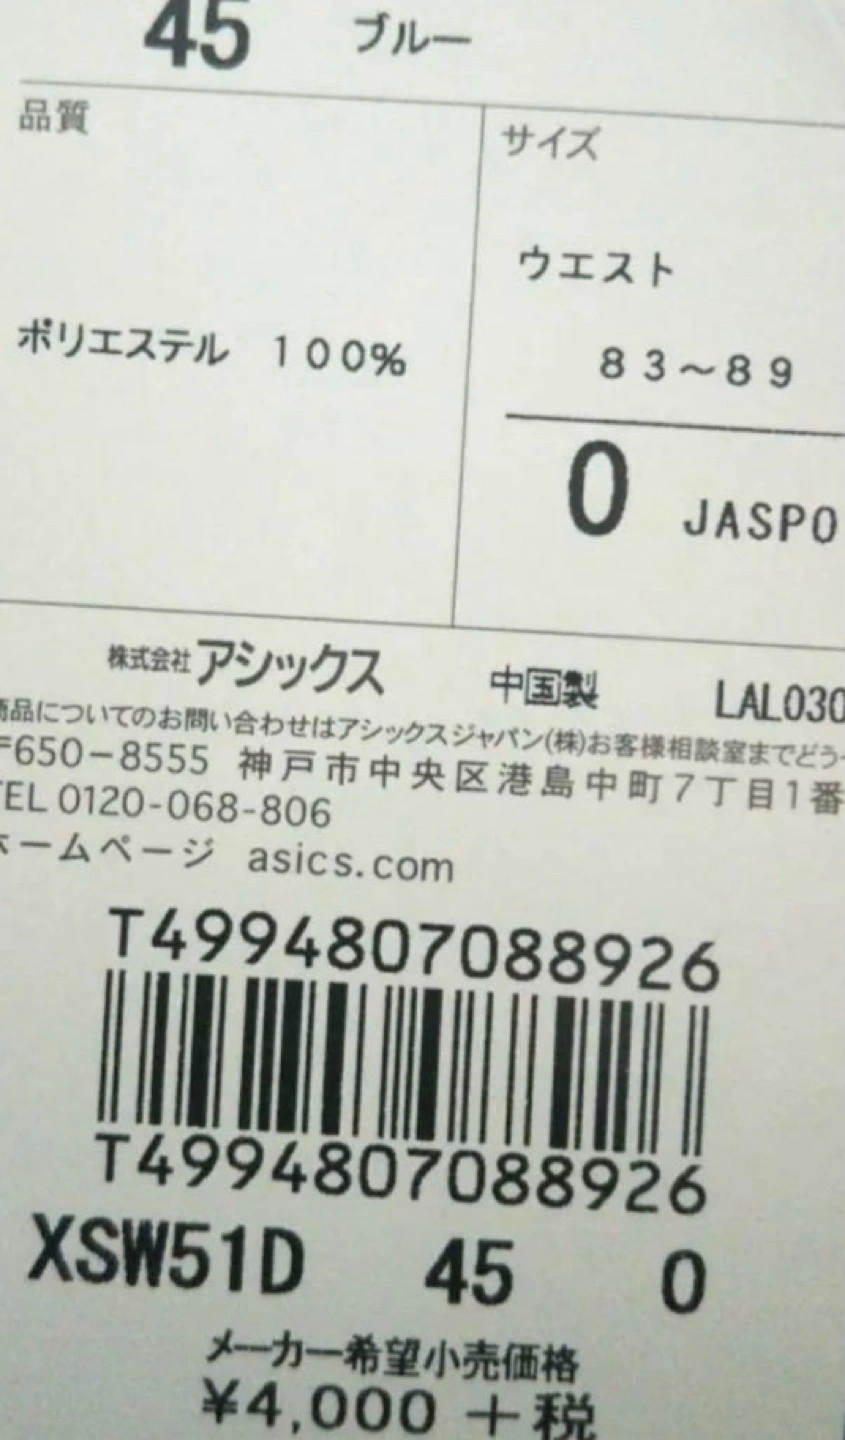 45 ブルー
品質
サイズ
ウエスト
ポリエステル 100%
83～89
0 JASPO
株式会社アシックス 中国製 LAL030
商品についてのお問い合わせはアシックスジャパン(株)お客様相談室までどう
〒650-8555 神戸市中央区港島中町7丁目1番
TEL 0120-068-806
ホームページ asics.com
T4994807088926
T4994807088926
XSW51D 45 0
メーカー希望小売価格
¥4,000 +税